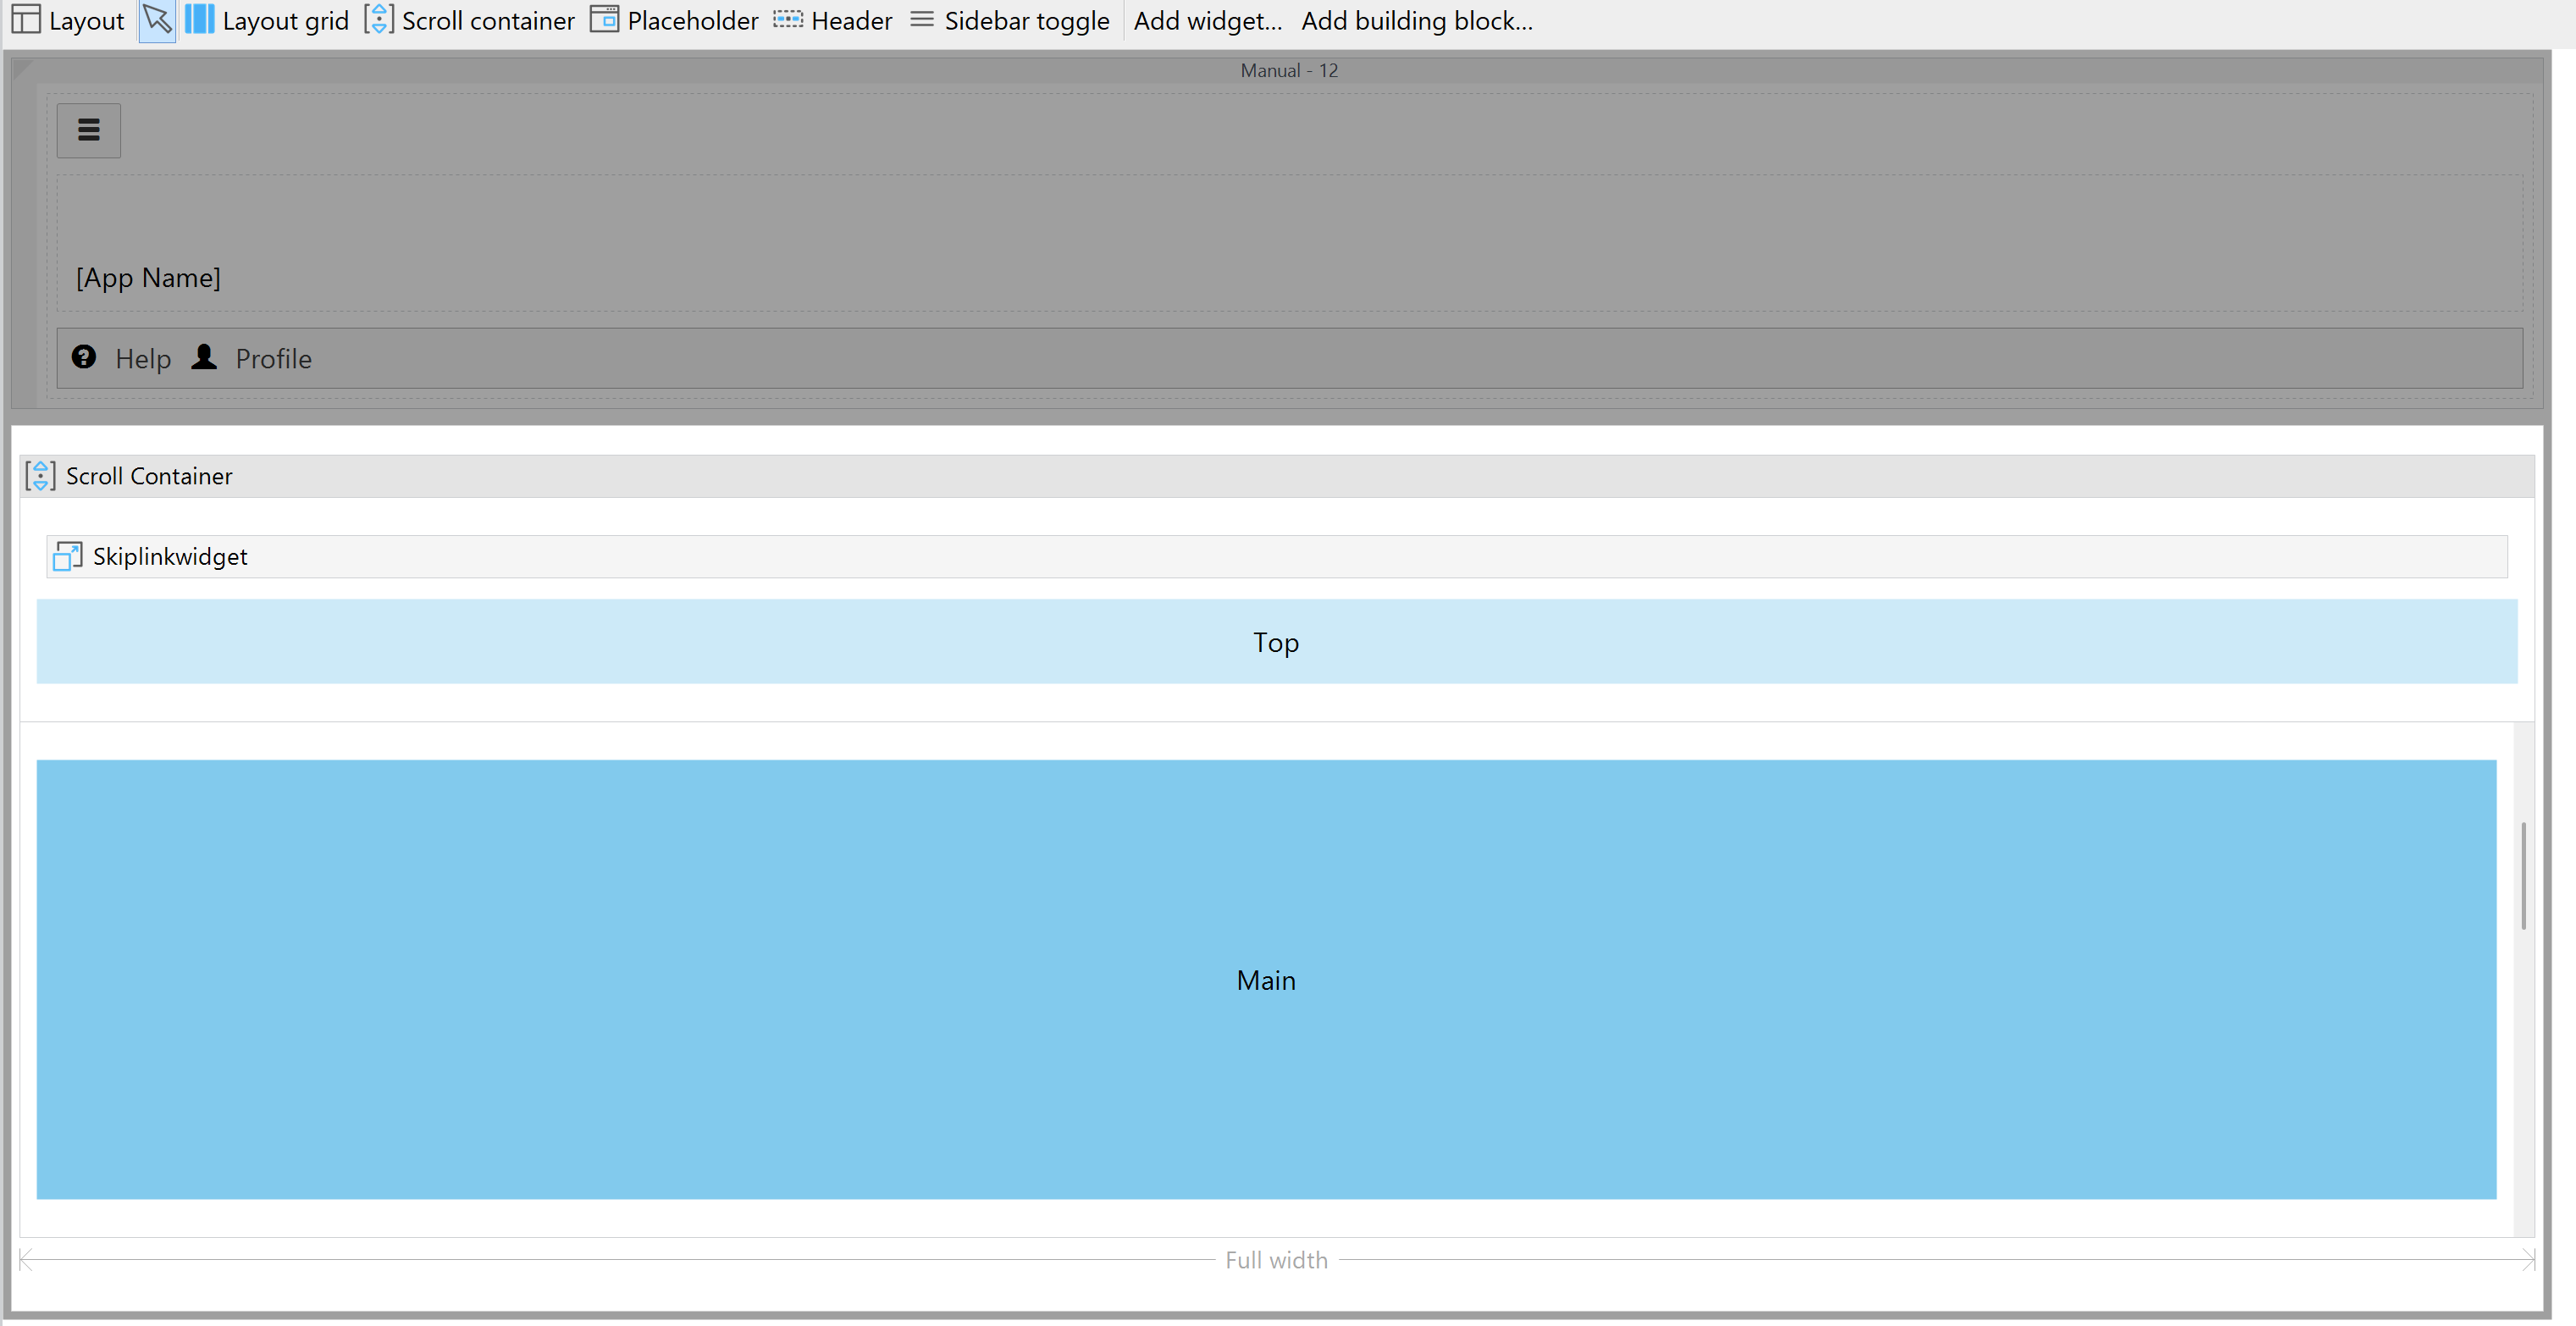 Layout Layout grid Scroll container Placeholder Header Sidebar toggle Add widget... Add building block...
Manual - 12
[App Name]
Help Profile
Scroll Container
Skiplinkwidget
Top
Main
Full width